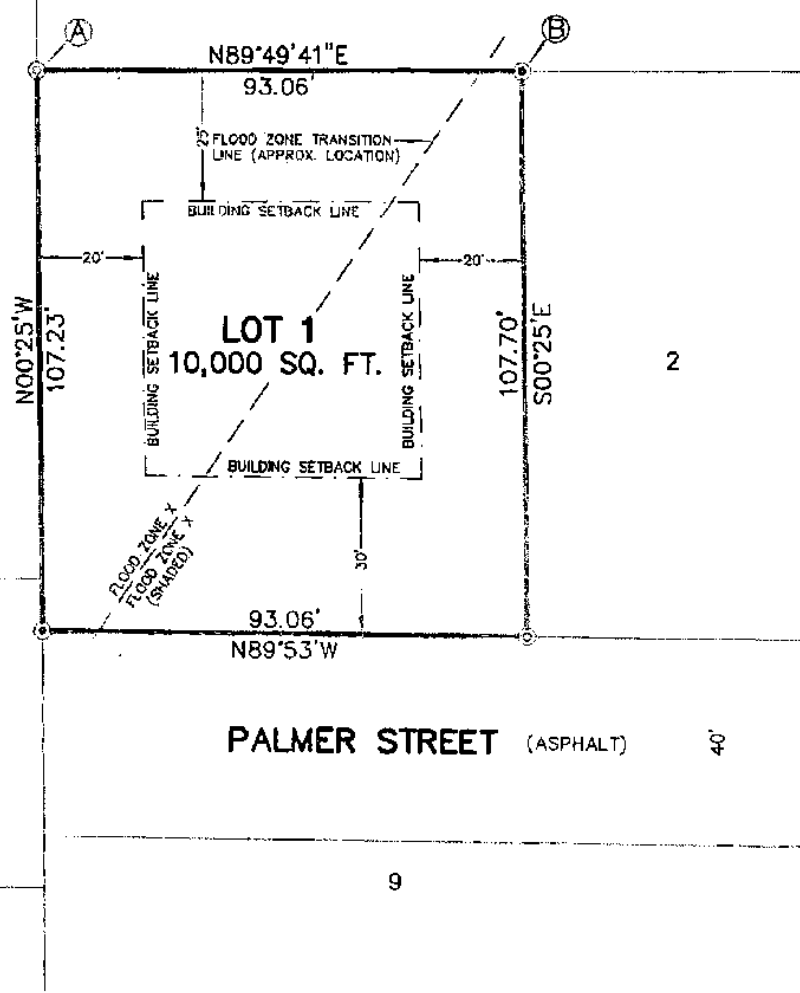 A
B
N89°49'41"E
93.06'
FLOOD ZONE TRANSITION
LINE (APPROX. LOCATION)
BUILDING SETBACK LINE
20'
20'
N00°25'W
107.23'
BUILDING SETBACK LINE
LOT 1
10,000 SQ. FT.
BUILDING SETBACK LINE
107.70'
S00°25'E
2
BUILDING SETBACK LINE
FLOOD ZONE X
FLOOD ZONE X
(SHADED)
30'
93.06'
N89°53'W
PALMER STREET (ASPHALT) 40'
9